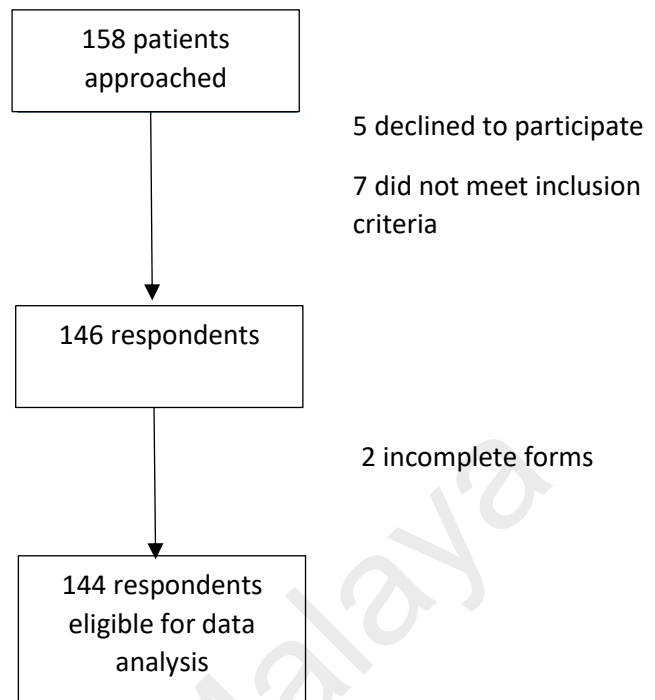 158 patients
approached
5 declined to participate
7 did not meet inclusion
criteria
146 respondents
2 incomplete forms
144 respondents
eligible for data
analysis
Malaya